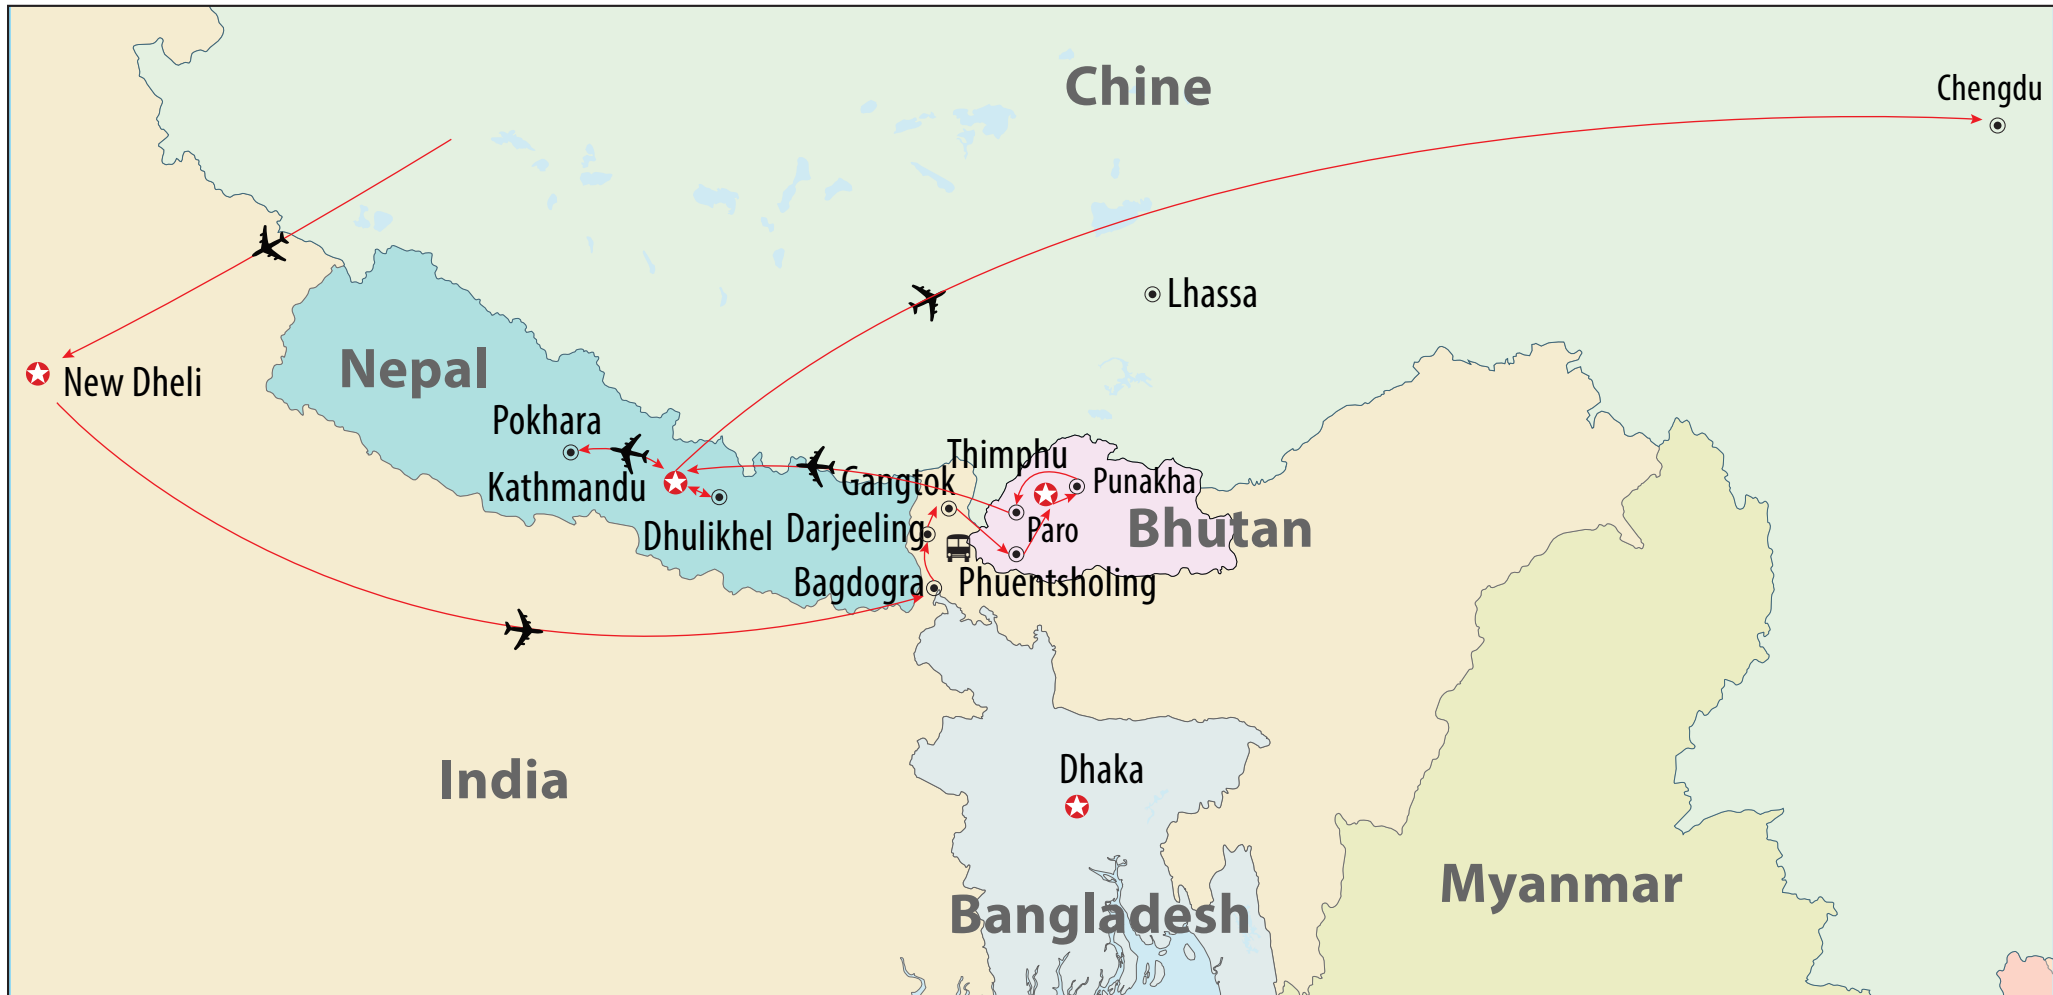 Chine
Chengdu
Lhassa
Nepal
New Dheli
Pokhara
Thimphu
Kathmandu
Gangtok
Punakha
Dhulikhel
Darjeeling
Paro
Bhutan
Bagdogra
Phuentsholing
India
Dhaka
Myanmar
Bangladesh